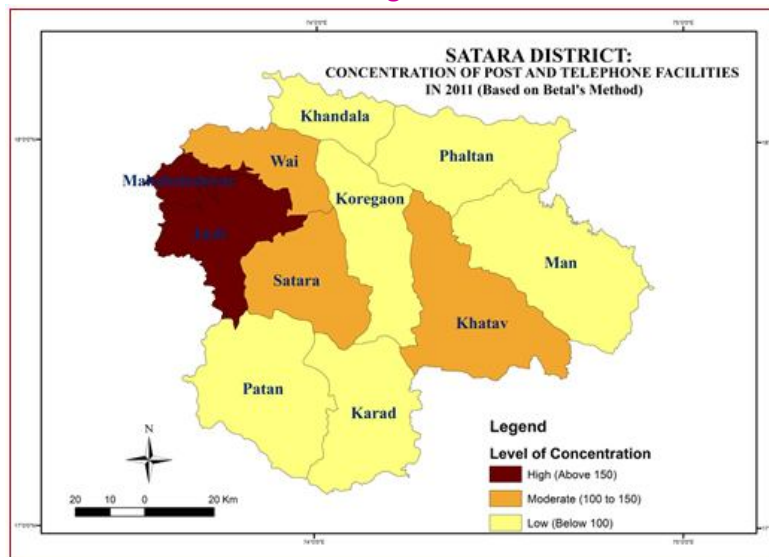 SATARA DISTRICT:
CONCENTRATION OF POST AND TELEPHONE FACILITIES
IN 2011 (Based on Betal's Method)
Khandala
Wai
Phaltan
Koregaon
Man
Satara
Khatav
Patan
Karad
N
20 10 0 20 Km
Legend
Level of Concentration
High (Above 150)
Moderate (100 to 150)
Low (Below 100)